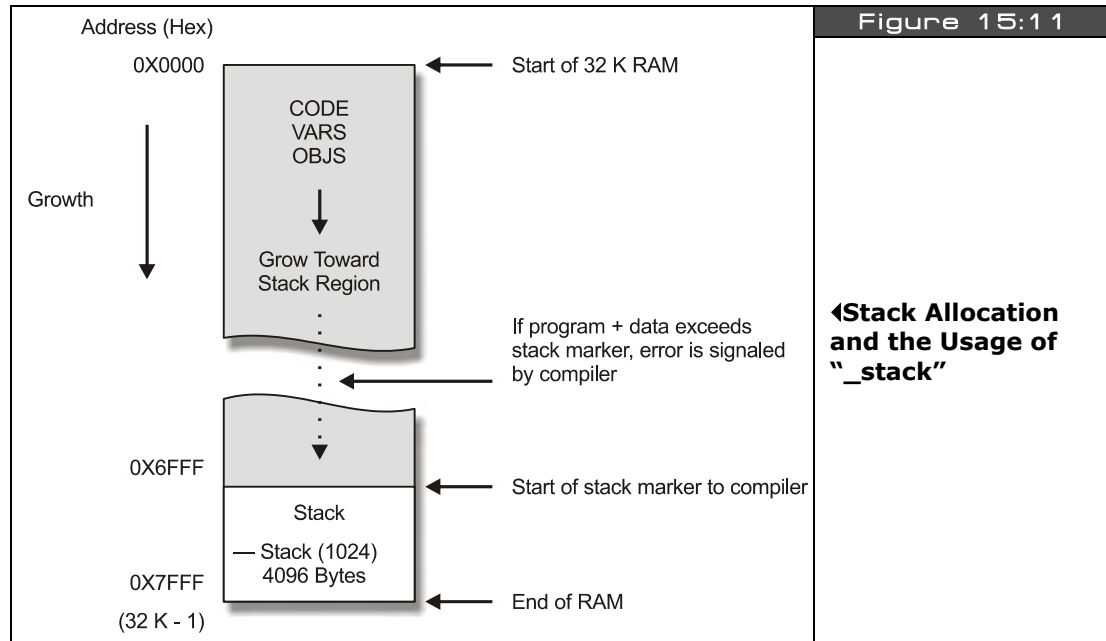 Figure 15:11
Address (Hex)
0X0000
Start of 32 K RAM
CODE
VARS
OBJS
Growth
Grow Toward
Stack Region
If program + data exceeds
stack marker, error is signaled
by compiler
◀Stack Allocation
and the Usage of
“_stack”
0X6FFF
Start of stack marker to compiler
Stack
— Stack (1024)
4096 Bytes
0X7FFF
(32 K - 1)
End of RAM